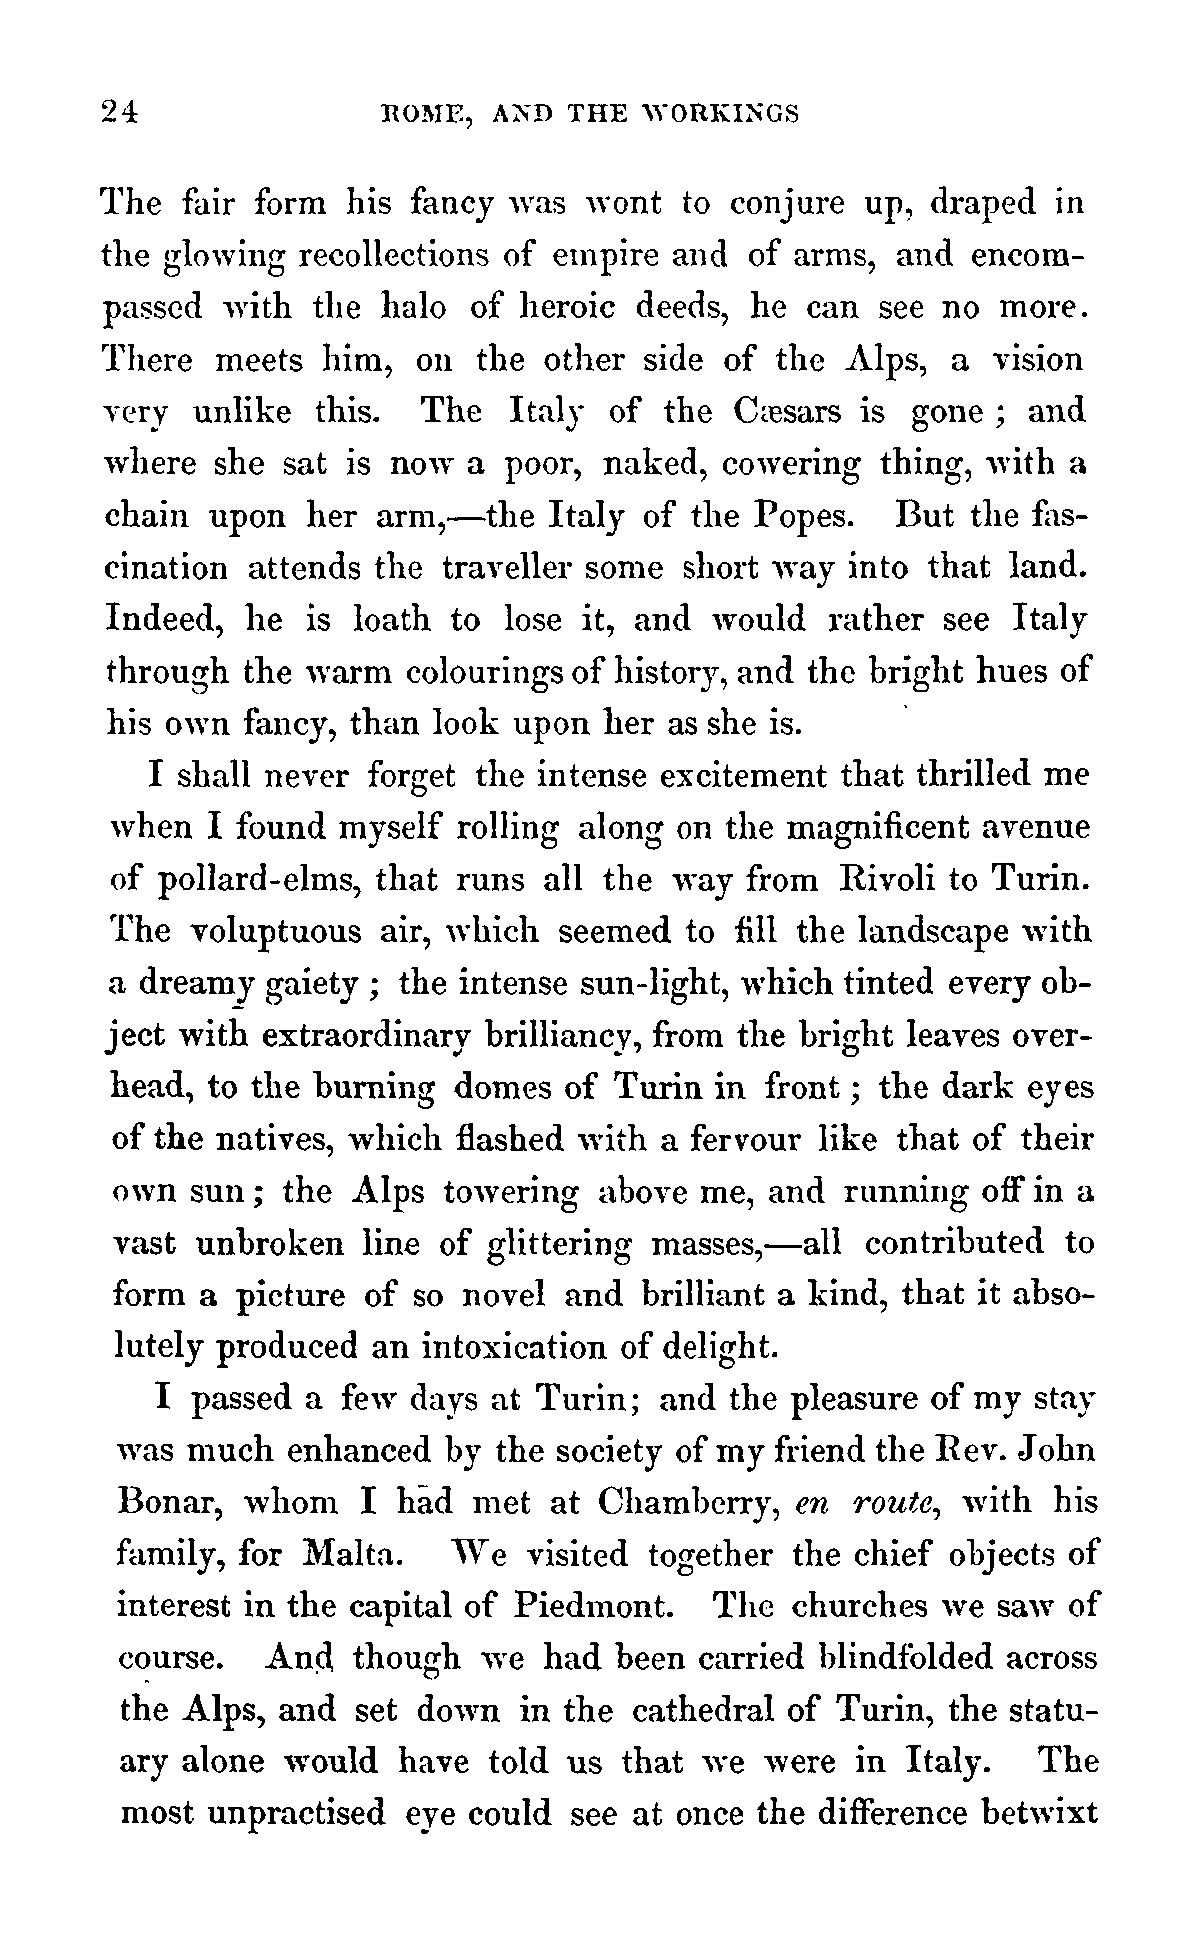 24 ROME, AND THE WORKINGS
The fair form his fancy was wont to conjure up, draped in
the glowing recollections of empire and of arms, and encom-
passed with the halo of heroic deeds, he can see no more.
There meets him, on the other side of the Alps, a vision
very unlike this. The Italy of the Cæsars is gone ; and
where she sat is now a poor, naked, cowering thing, with a
chain upon her arm,—the Italy of the Popes. But the fas-
cination attends the traveller some short way into that land.
Indeed, he is loath to lose it, and would rather see Italy
through the warm colourings of history, and the bright hues of
his own fancy, than look upon her as she is.
I shall never forget the intense excitement that thrilled me
when I found myself rolling along on the magnificent avenue
of pollard-elms, that runs all the way from Rivoli to Turin.
The voluptuous air, which seemed to fill the landscape with
a dreamy gaiety ; the intense sun-light, which tinted every ob-
ject with extraordinary brilliancy, from the bright leaves over-
head, to the burning domes of Turin in front ; the dark eyes
of the natives, which flashed with a fervour like that of their
own sun ; the Alps towering above me, and running off in a
vast unbroken line of glittering masses,—all contributed to
form a picture of so novel and brilliant a kind, that it abso-
lutely produced an intoxication of delight.
I passed a few days at Turin; and the pleasure of my stay
was much enhanced by the society of my friend the Rev. John
Bonar, whom I had met at Chamberry, en route, with his
family, for Malta. We visited together the chief objects of
interest in the capital of Piedmont. The churches we saw of
course. And though we had been carried blindfolded across
the Alps, and set down in the cathedral of Turin, the statu-
ary alone would have told us that we were in Italy. The
most unpractised eye could see at once the difference betwixt